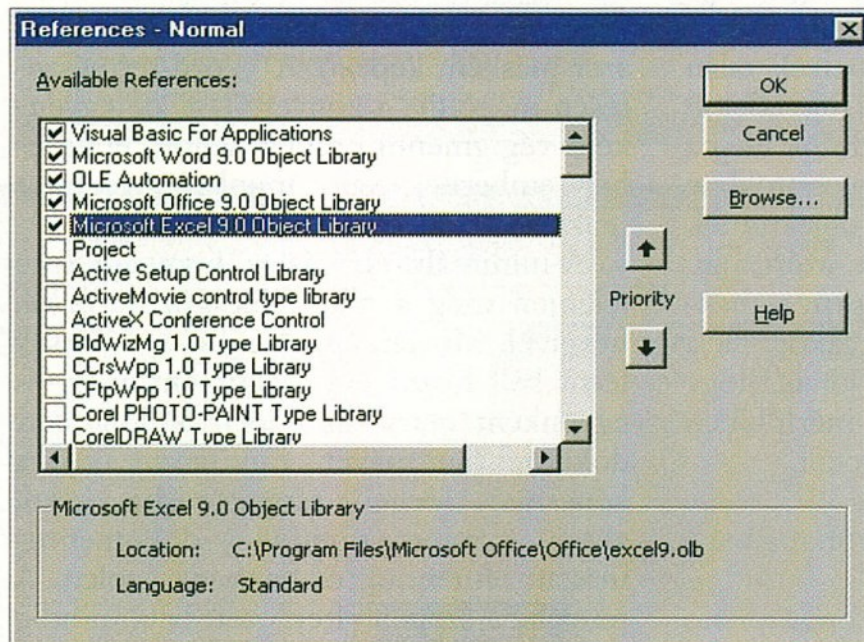 References - Normal
Available References:
Visual Basic For Applications
Microsoft Word 9.0 Object Library
OLE Automation
Microsoft Office 9.0 Object Library
Microsoft Excel 9.0 Object Library
Project
Active Setup Control Library
ActiveMovie control type library
ActiveX Conference Control
BldWizMg 1.0 Type Library
CCrsWpp 1.0 Type Library
CFtpWpp 1.0 Type Library
Corel PHOTO-PAINT Type Library
CorelDRAW Type Library
OK
Cancel
Browse...
Priority
Help
Microsoft Excel 9.0 Object Library
Location: C:\Program Files\Microsoft Office\Office\excel9.olb
Language: Standard